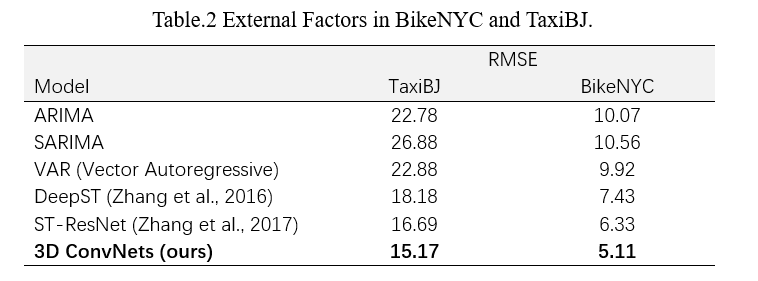 Table.2 External Factors in BikeNYC and TaxiBJ.
RMSE
Model TaxiBJ BikeNYC
ARIMA 22.78 10.07
SARIMA 26.88 10.56
VAR (Vector Autoregressive) 22.88 9.92
DeepST (Zhang et al., 2016) 18.18 7.43
ST-ResNet (Zhang et al., 2017) 16.69 6.33
3D ConvNets (ours) 15.17 5.11